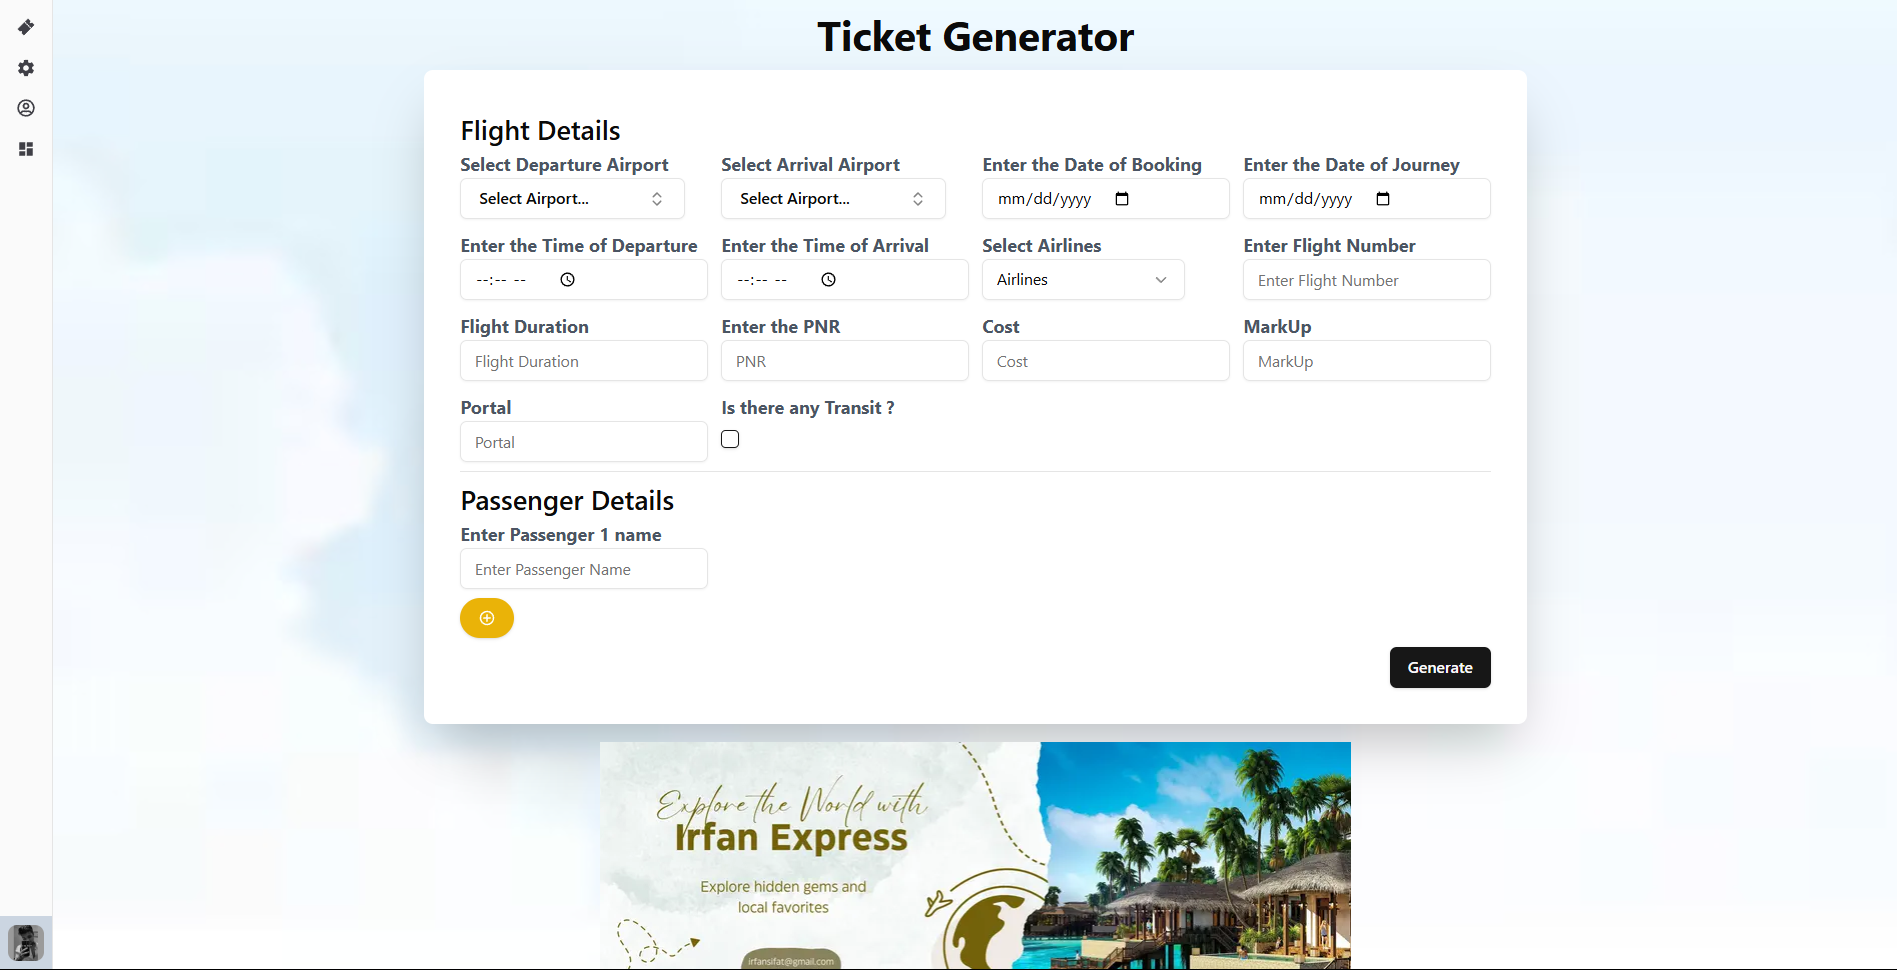 Ticket Generator
Flight Details
Select Departure Airport
Select Arrival Airport
Enter the Date of Booking
Enter the Date of Journey
Select Airport...
Select Airport...
mm/dd/yyyy
mm/dd/yyyy
Enter the Time of Departure
Enter the Time of Arrival
Select Airlines
Enter Flight Number
--:-- --
--:-- --
Airlines
Enter Flight Number
Flight Duration
Enter the PNR
Cost
MarkUp
Flight Duration
PNR
Cost
MarkUp
Portal
Is there any Transit ?
Portal
Passenger Details
Enter Passenger 1 name
Enter Passenger Name
Generate
Explore the World with
Irfan Express
Explore hidden gems and
local favorites
irfansifat@gmail.com